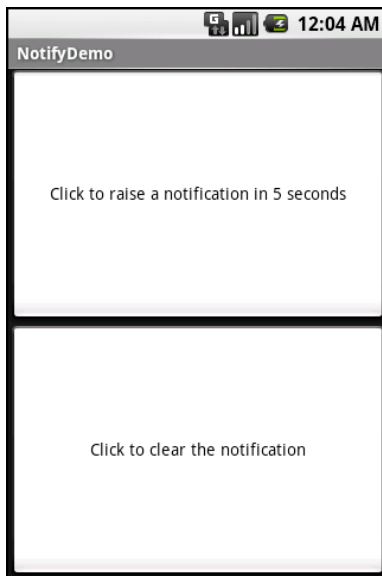 G
12:04 AM
NotifyDemo
Click to raise a notification in 5 seconds
Click to clear the notification